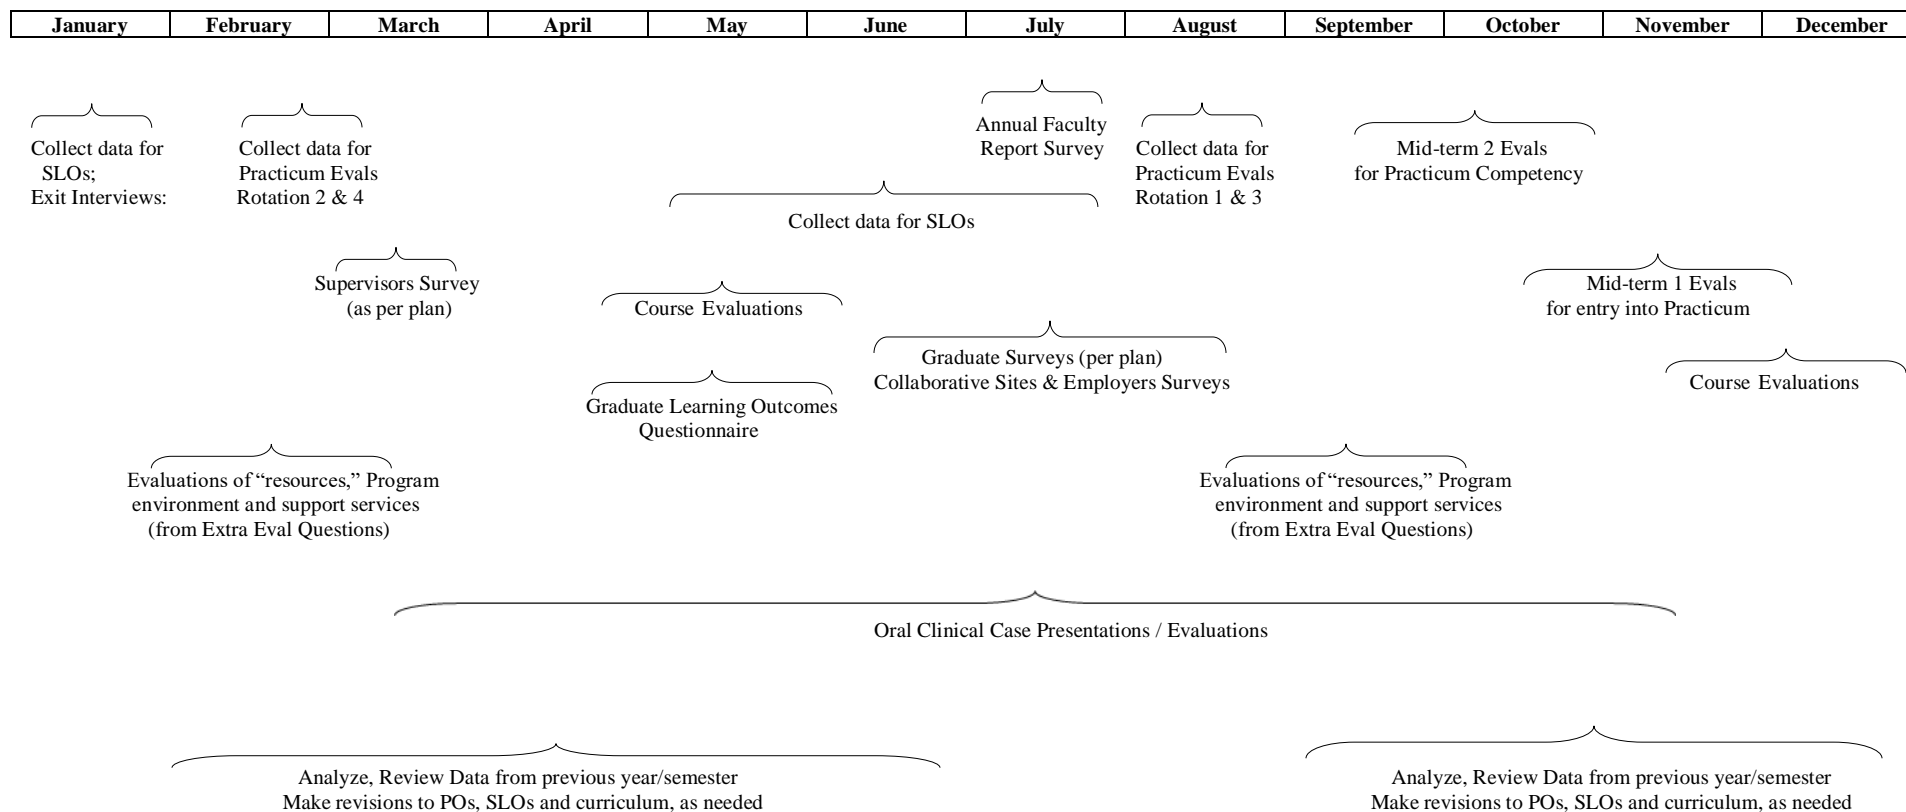 January February March April May June July August September October November December
Annual Faculty
Report Survey
Collect data for
SLOs;
Exit Interviews:
Collect data for
Practicum Evals
Rotation 2 & 4
Collect data for
Practicum Evals
Rotation 1 & 3
Mid-term 2 Evals
for Practicum Competency
Collect data for SLOs
Supervisors Survey
(as per plan)
Course Evaluations
Mid-term 1 Evals
for entry into Practicum
Graduate Surveys (per plan)
Collaborative Sites & Employers Surveys
Course Evaluations
Graduate Learning Outcomes
Questionnaire
Evaluations of “resources,” Program
environment and support services
(from Extra Eval Questions)
Evaluations of “resources,” Program
environment and support services
(from Extra Eval Questions)
Oral Clinical Case Presentations / Evaluations
Analyze, Review Data from previous year/semester
Make revisions to POs, SLOs and curriculum, as needed
Analyze, Review Data from previous year/semester
Make revisions to POs, SLOs and curriculum, as needed